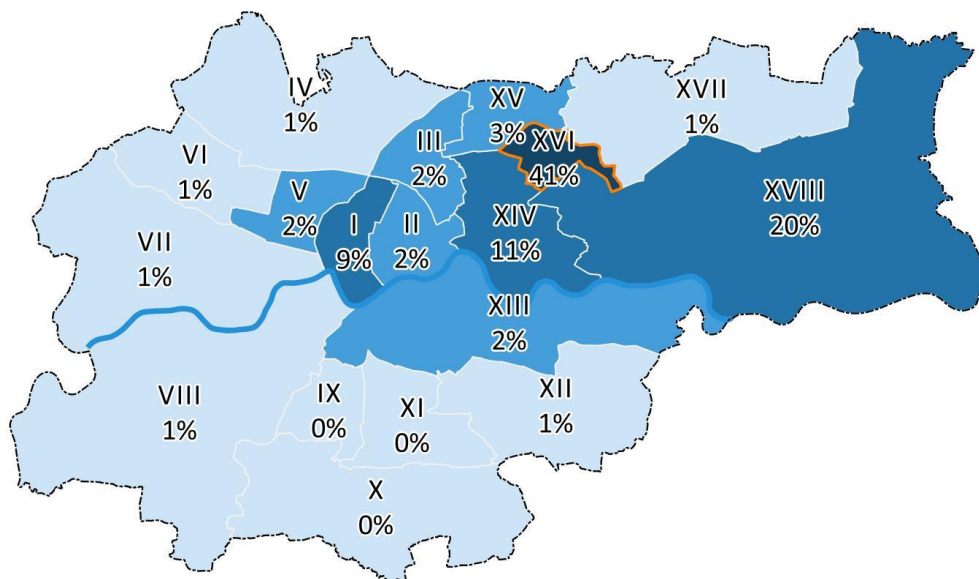 IV
1%
XV
3%
XVII
1%
III
2%
XVI
41%
VI
1%
V
2%
XVIII
20%
I
9%
II
2%
XIV
11%
VII
1%
XIII
2%
VIII
1%
IX
0%
XI
0%
XII
1%
X
0%